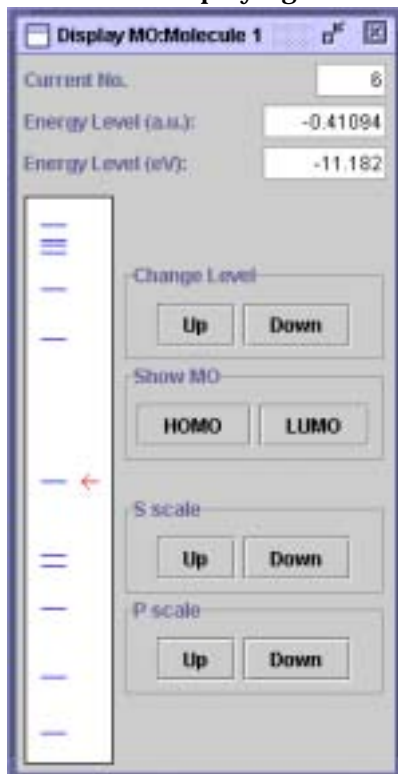 Display MO:Molecule 1
Current No. 6
Energy Level (a.u.): -0.41094
Energy Level (eV): -11.182
Change Level
Up Down
Show MO
HOMO LUMO
S scale
Up Down
P scale
Up Down